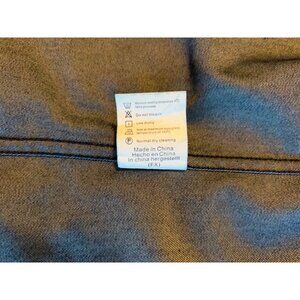 Do not bleach
Line drying
Normal dry cleaning
Made in China
Hecho en China
in china hergestellt
(FX)